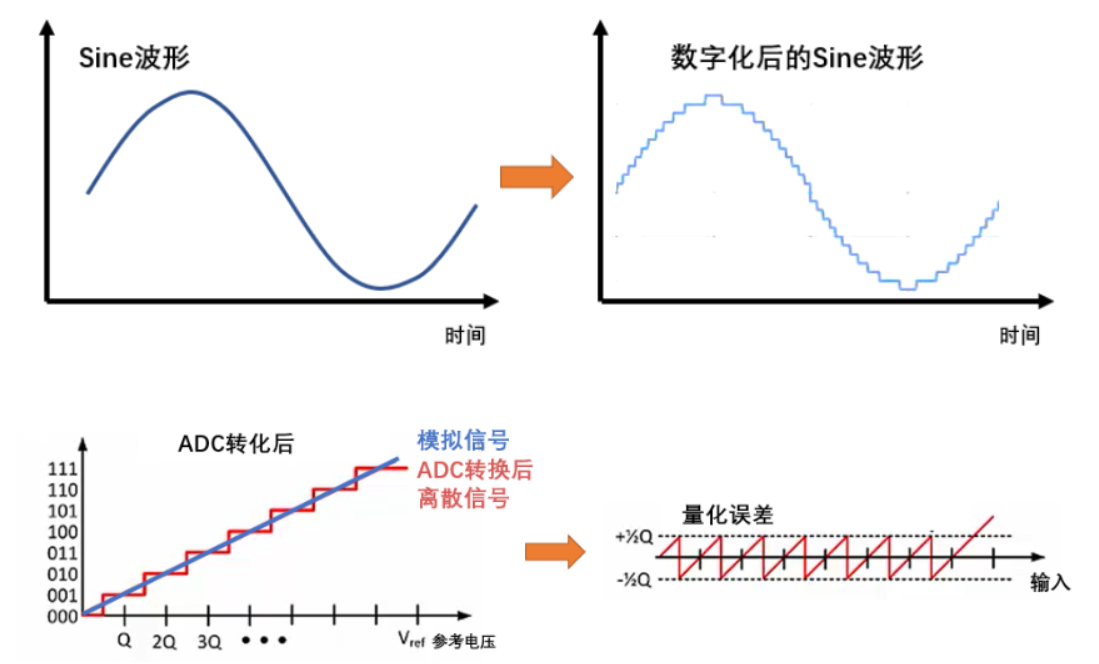 Sine波形
数字化后的Sine波形
时间
时间
ADC转化后
模拟信号
ADC转换后
离散信号
111
110
101
100
011
010
001
000
Q 2Q 3Q ••• Vref 参考电压
量化误差
+½Q
-½Q
输入